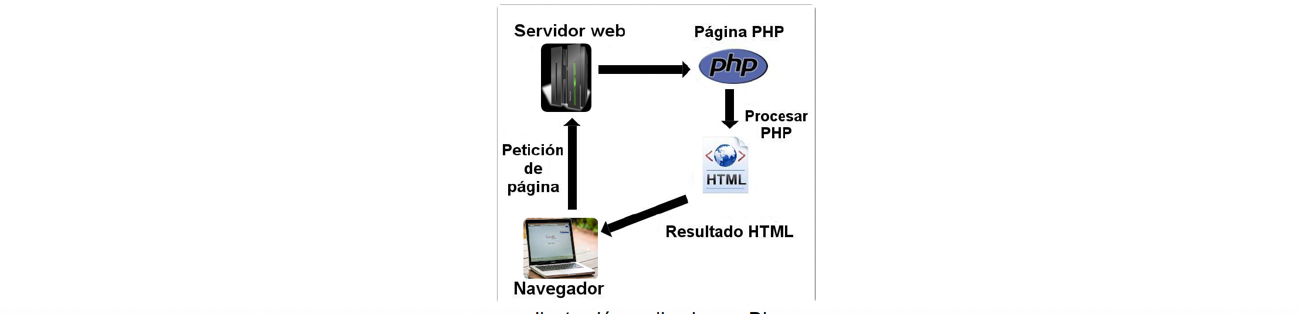 Servidor web
Página PHP
php
Procesar
PHP
Petición
de
página
HTML
Resultado HTML
Navegador